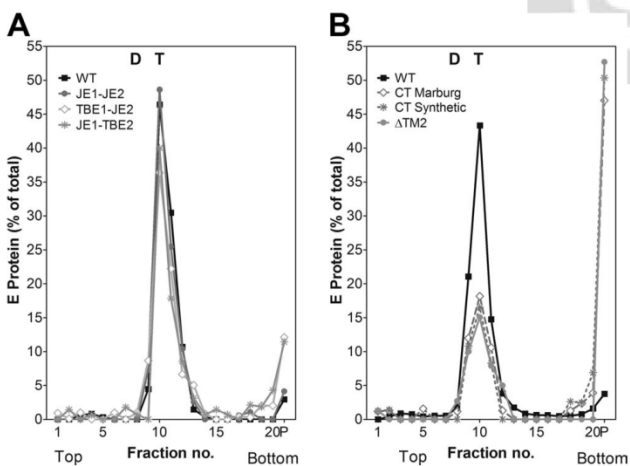 A
D T
WT
JE1-JE2
TBE1-JE2
JE1-TBE2
E Protein (% of total)
55
50
45
40
35
30
25
20
15
10
5
0
1 5 10 15 20P
Top Fraction no. Bottom
B
D T
WT
CT Marburg
CT Synthetic
ΔTM2
E Protein (% of total)
55
50
45
40
35
30
25
20
15
10
5
0
1 5 10 15 20P
Top Fraction no. Bottom